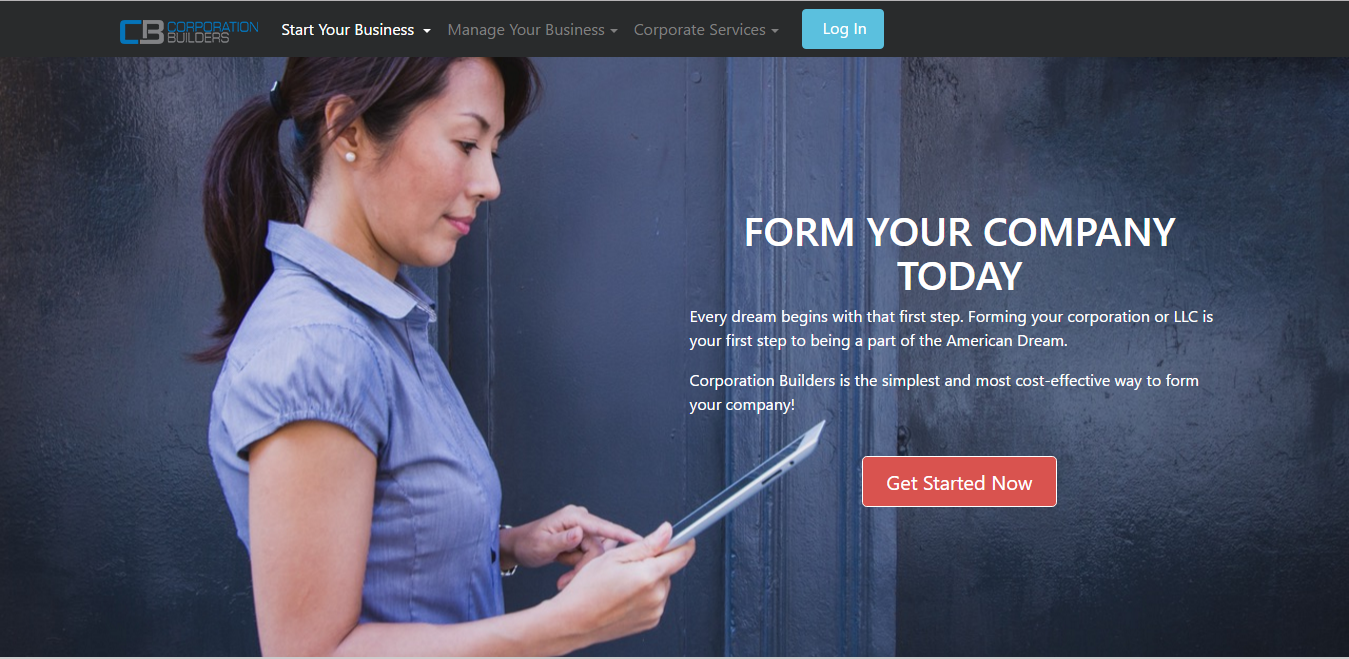 CB CORPORATION
BUILDERS
Start Your Business Manage Your Business Corporate Services Log In
FORM YOUR COMPANY
TODAY
Every dream begins with that first step. Forming your corporation or LLC is
your first step to being a part of the American Dream.
Corporation Builders is the simplest and most cost-effective way to form
your company!
Get Started Now